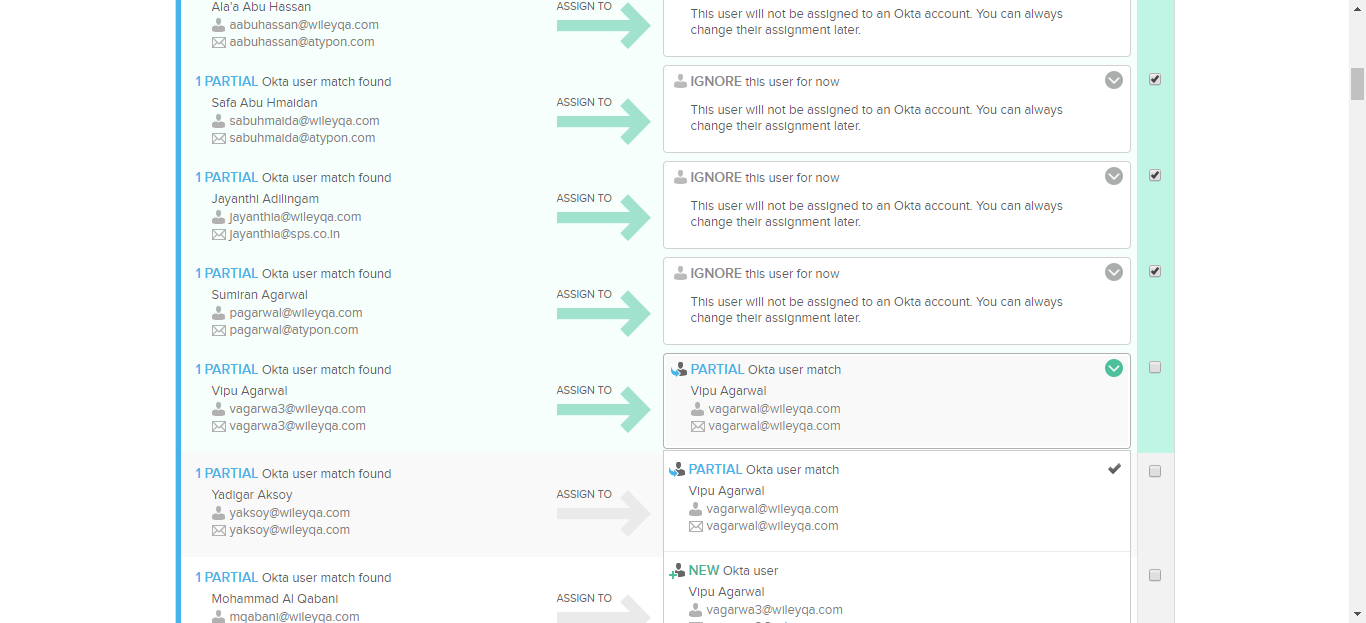 Ala'a Abu Hassan
aabuhassan@wileyqa.com
aabuhassan@atypon.com
ASSIGN TO
This user will not be assigned to an Okta account. You can always
change their assignment later.
1 PARTIAL Okta user match found
Safa Abu Hmaidan
sabuhmaida@wileyqa.com
sabuhmaida@atypon.com
ASSIGN TO
IGNORE this user for now
This user will not be assigned to an Okta account. You can always
change their assignment later.
1 PARTIAL Okta user match found
Jayanthi Adilingam
jayanthia@wileyqa.com
jayanthia@sps.co.in
ASSIGN TO
IGNORE this user for now
This user will not be assigned to an Okta account. You can always
change their assignment later.
1 PARTIAL Okta user match found
Sumiran Agarwal
pagarwal@wileyqa.com
pagarwal@atypon.com
ASSIGN TO
IGNORE this user for now
This user will not be assigned to an Okta account. You can always
change their assignment later.
1 PARTIAL Okta user match found
Vipu Agarwal
vagarwa3@wileyqa.com
vagarwa3@wileyqa.com
ASSIGN TO
PARTIAL Okta user match
Vipu Agarwal
vagarwal@wileyqa.com
vagarwal@wileyqa.com
1 PARTIAL Okta user match found
Yadigar Aksoy
yaksoy@wileyqa.com
yaksoy@wileyqa.com
ASSIGN TO
PARTIAL Okta user match
Vipu Agarwal
vagarwal@wileyqa.com
vagarwal@wileyqa.com
1 PARTIAL Okta user match found
Mohammad Al Qabani
mqabani@wileyqa.com
ASSIGN TO
NEW Okta user
Vipu Agarwal
vagarwa3@wileyqa.com